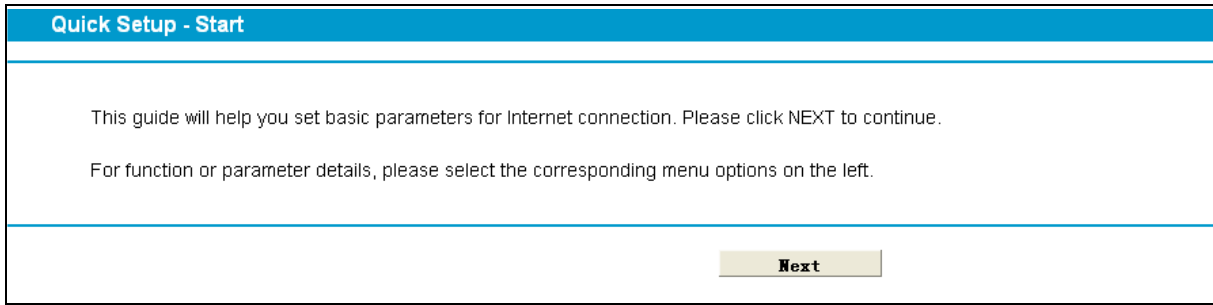 Quick Setup - Start
This guide will help you set basic parameters for Internet connection. Please click NEXT to continue.
For function or parameter details, please select the corresponding menu options on the left.
Next